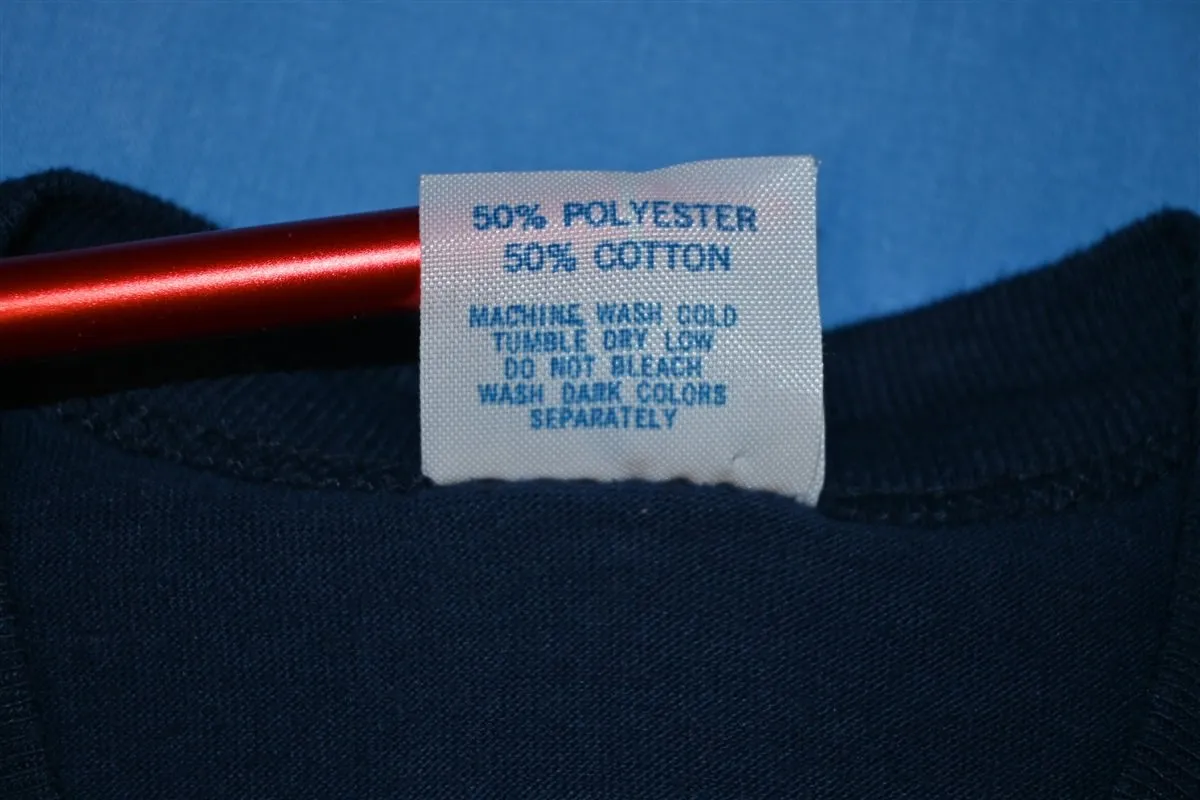 50% POLYESTER
50% COTTON
MACHINE WASH COLD
TUMBLE DRY LOW
DO NOT BLEACH
WASH DARK COLORS
SEPARATELY